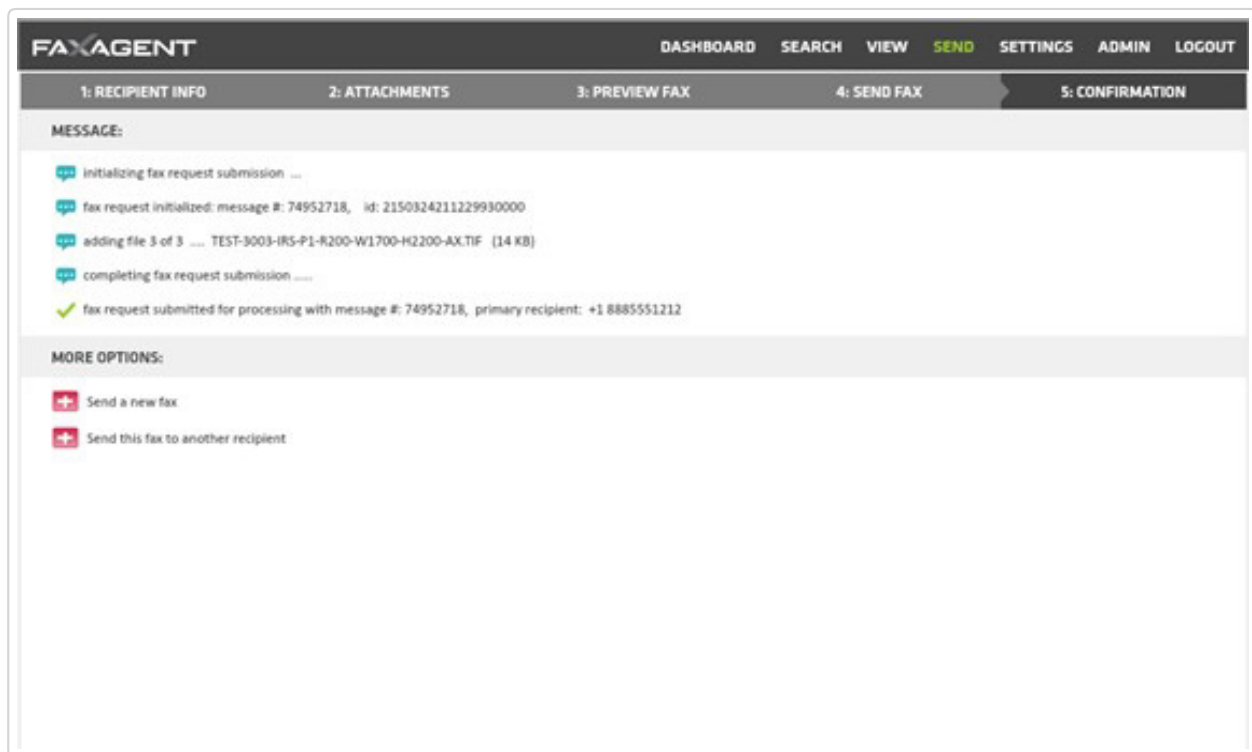 FAXAGENT DASHBOARD SEARCH VIEW SEND SETTINGS ADMIN LOGOUT
1: RECIPIENT INFO 2: ATTACHMENTS 3: PREVIEW FAX 4: SEND FAX 5: CONFIRMATION
MESSAGE:
initializing fax request submission ...
fax request initialized: message #: 74952718, id: 2150324211229930000
adding file 3 of 3 .... TEST-3003-IRS-P1-R200-W1700-H2200-AX.TIF (14 KB)
completing fax request submission .....
fax request submitted for processing with message #: 74952718, primary recipient: +1 8885551212
MORE OPTIONS:
Send a new fax
Send this fax to another recipient